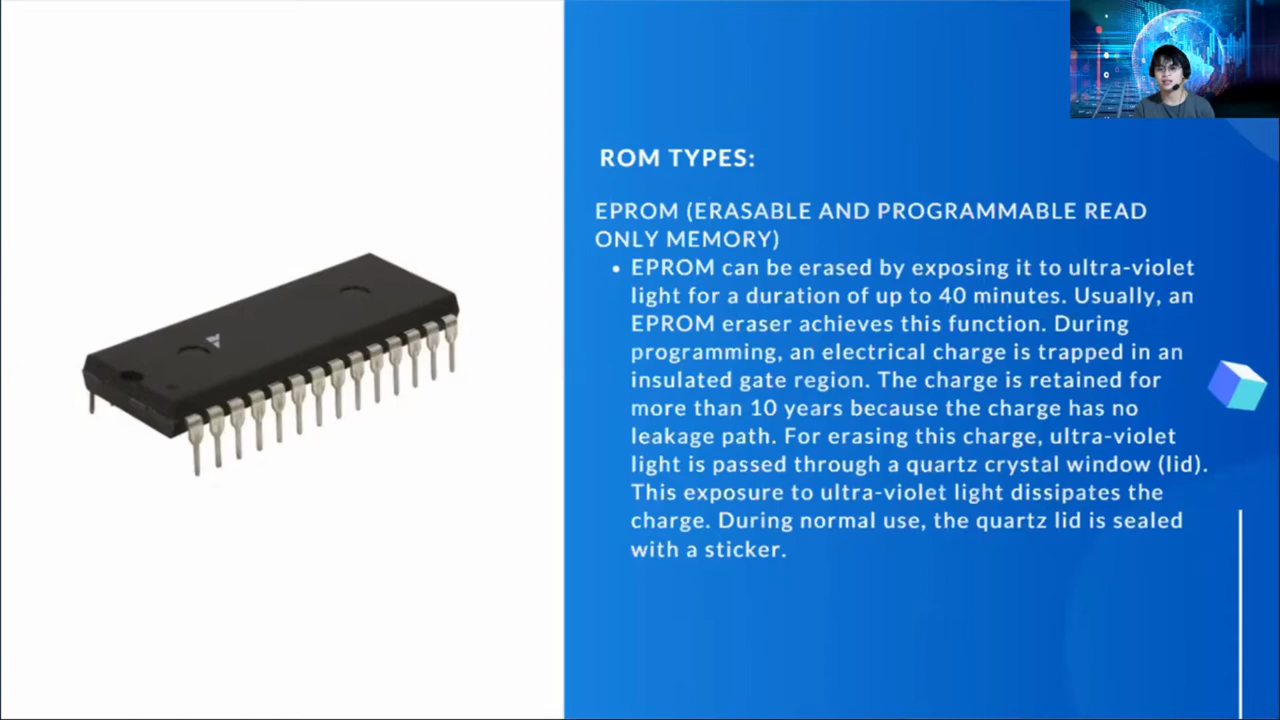 ROM TYPES:
EPROM (ERASABLE AND PROGRAMMABLE READ
ONLY MEMORY)
• EPROM can be erased by exposing it to ultra-violet
light for a duration of up to 40 minutes. Usually, an
EPROM eraser achieves this function. During
programming, an electrical charge is trapped in an
insulated gate region. The charge is retained for
more than 10 years because the charge has no
leakage path. For erasing this charge, ultra-violet
light is passed through a quartz crystal window (lid).
This exposure to ultra-violet light dissipates the
charge. During normal use, the quartz lid is sealed
with a sticker.